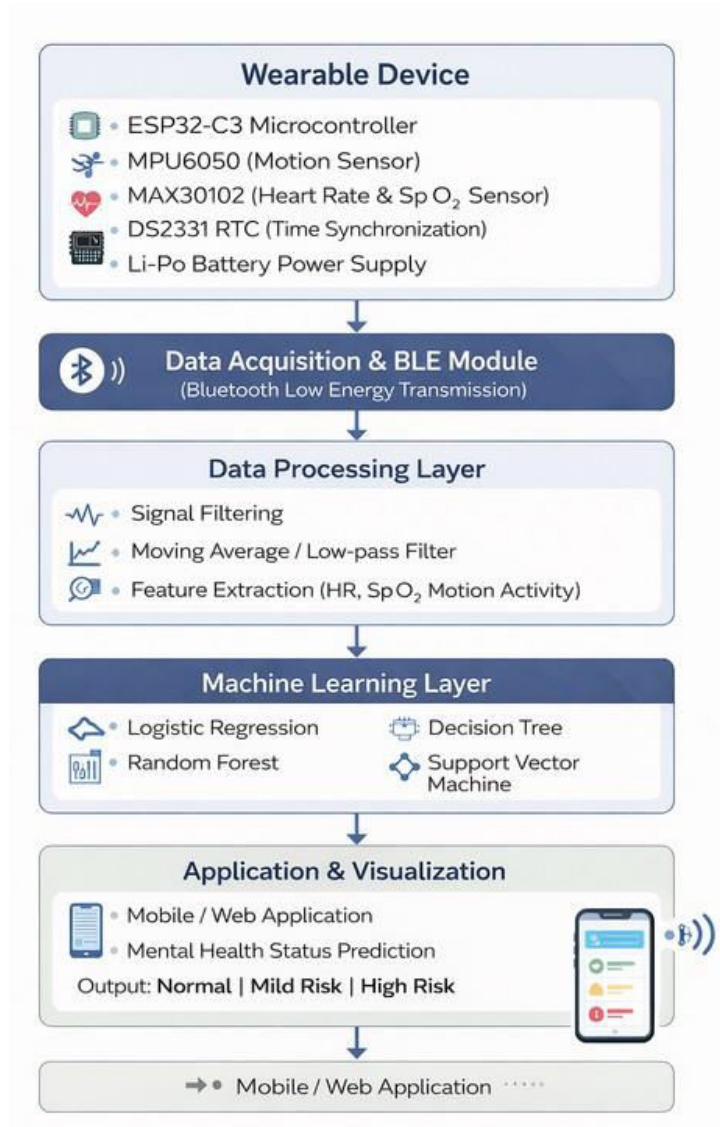 Wearable Device
ESP32-C3 Microcontroller
MPU6050 (Motion Sensor)
MAX30102 (Heart Rate & Sp O₂ Sensor)
DS2331 RTC (Time Synchronization)
Li-Po Battery Power Supply
Data Acquisition & BLE Module
(Bluetooth Low Energy Transmission)
Data Processing Layer
Signal Filtering
Moving Average / Low-pass Filter
Feature Extraction (HR, SpO₂ Motion Activity)
Machine Learning Layer
Logistic Regression
Decision Tree
Random Forest
Support Vector
Machine
Application & Visualization
Mobile / Web Application
Mental Health Status Prediction
Output: Normal | Mild Risk | High Risk
Mobile / Web Application